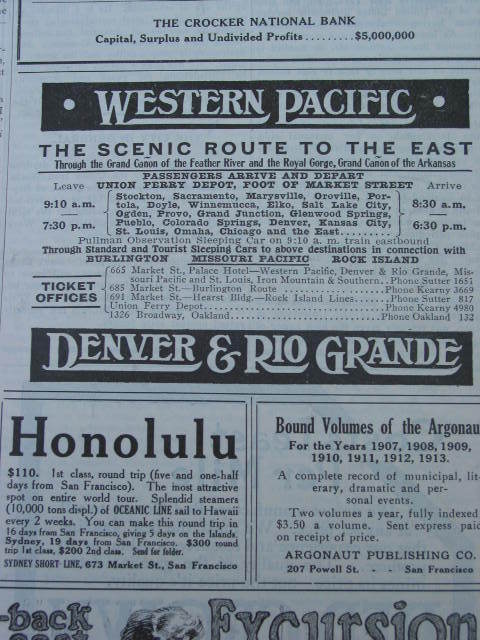 THE CROCKER NATIONAL BANK
Capital, Surplus and Undivided Profits.........$5,000,000
• WESTERN PACIFIC •
THE SCENIC ROUTE TO THE EAST
Through the Grand Cañon of the Feather River and the Royal Gorge, Grand Cañon of the Arkansas
PASSENGERS ARRIVE AND DEPART
Leave UNION FERRY DEPOT, FOOT OF MARKET STREET Arrive
Stockton, Sacramento, Marysville, Oroville, Por-
9:10 a.m. tola, Doyle, Winnemucca, Elko, Salt Lake City, 8:30 a.m.
Ogden, Provo, Grand Junction, Glenwood Springs,
7:30 p.m. Pueblo, Colorado Springs, Denver, Kansas City, 6:30 p.m.
St. Louis, Omaha, Chicago and the East..........
Pullman Observation Sleeping Car on 9:10 a. m. train eastbound
Through Standard and Tourist Sleeping Cars to above destinations in connection with
BURLINGTON MISSOURI PACIFIC ROCK ISLAND
TICKET OFFICES
665 Market St., Palace Hotel—Western Pacific, Denver & Rio Grande, Mis-
souri Pacific and St. Louis, Iron Mountain & Southern..Phone Sutter 1651
685 Market St.—Burlington Route....................Phone Kearny 3669
691 Market St.—Hearst Bldg.—Rock Island Lines......Phone Sutter 817
Union Ferry Depot..................................Phone Kearny 4980
1326 Broadway, Oakland.............................Phone Oakland 132
DENVER & RIO GRANDE
Honolulu
$110. 1st class, round trip (five and one-half
days from San Francisco). The most attractive
spot on entire world tour. Splendid steamers
(10,000 tons displ.) of OCEANIC LINE sail to Hawaii
every 2 weeks. You can make this round trip in
16 days from San Francisco, giving 5 days on the Islands.
Sydney, 19 days from San Francisco. $300 round
trip 1st class, $200 2nd class. Send for folder.
SYDNEY SHORT LINE, 673 Market St., San Francisco
Bound Volumes of the Argonau
For the Years 1907, 1908, 1909,
1910, 1911, 1912, 1913.
A complete record of municipal, lit-
erary, dramatic and per-
sonal events.
Two volumes a year, fully indexed
$3.50 a volume. Sent express paid
on receipt of price.
ARGONAUT PUBLISHING CO.
207 Powell St. - - San Francisco
-back
Excursion